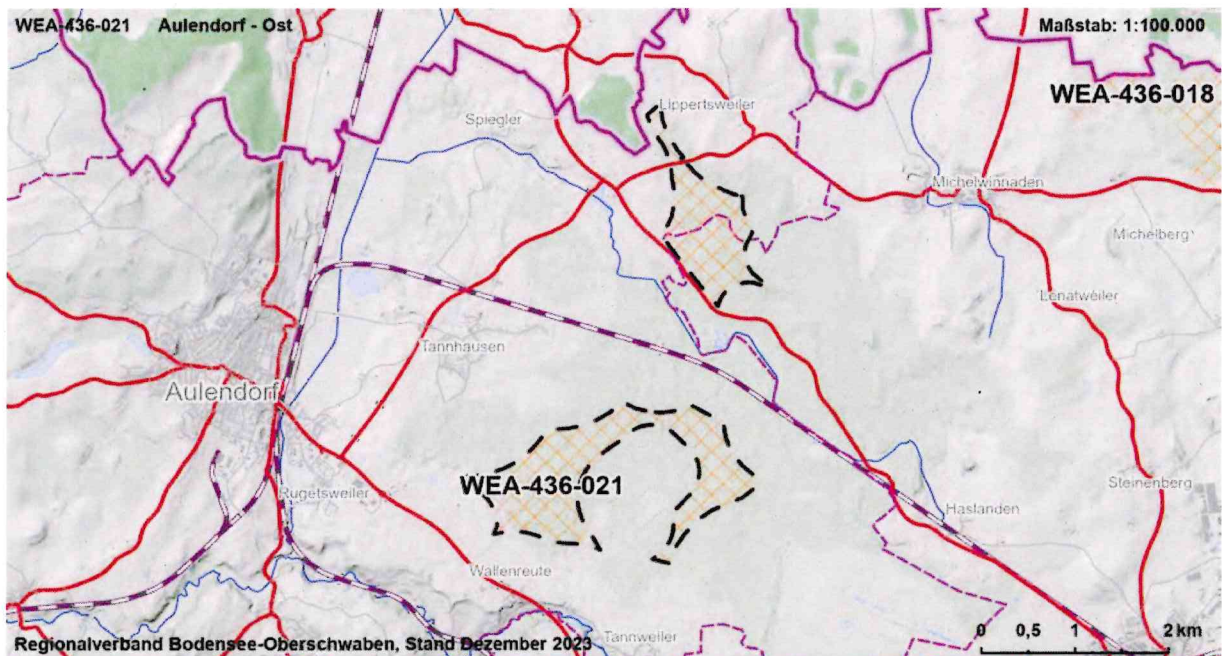 WEA-436-021 Aulendorf - Ost
Maßstab: 1:100.000
WEA-436-018
Lippertsweiler
Spiegler
Michelwinnaden
Michelberg
Lenatweiler
Tannhausen
Aulendorf
WEA-436-021
Rugetsweiler
Steinenberg
Haslanden
Wallenreute
Tannweiler
Regionalverband Bodensee-Oberschwaben, Stand Dezember 2023
0 0,5 1 2 km